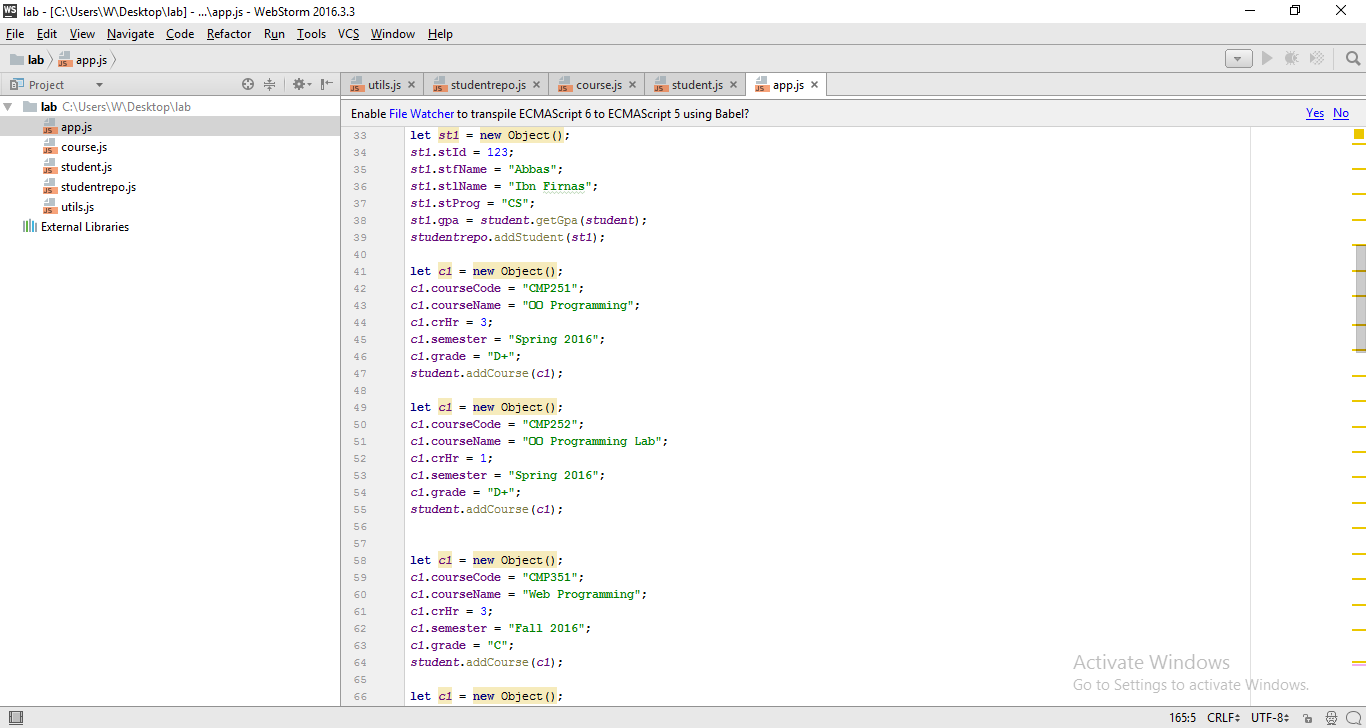 lab - [C:\Users\W\Desktop\lab] - ...\app.js - WebStorm 2016.3.3
File Edit View Navigate Code Refactor Run Tools VCS Window Help
lab app.js
Project
utils.js studentrepo.js course.js student.js app.js
lab C:\Users\W\Desktop\lab
app.js
course.js
student.js
studentrepo.js
utils.js
External Libraries
Enable File Watcher to transpile ECMAScript 6 to ECMAScript 5 using Babel? Yes No
33 let st1 = new Object();
34 st1.stId = 123;
35 st1.stfName = "Abbas";
36 st1.stlName = "Ibn Firnas";
37 st1.stProg = "CS";
38 st1.gpa = student.getGpa(student);
39 studentrepo.addStudent(st1);
40
41 let c1 = new Object();
42 c1.courseCode = "CMP251";
43 c1.courseName = "OO Programming";
44 c1.crHr = 3;
45 c1.semester = "Spring 2016";
46 c1.grade = "D+";
47 student.addCourse(c1);
48
49 let c1 = new Object();
50 c1.courseCode = "CMP252";
51 c1.courseName = "OO Programming Lab";
52 c1.crHr = 1;
53 c1.semester = "Spring 2016";
54 c1.grade = "D+";
55 student.addCourse(c1);
56
57
58 let c1 = new Object();
59 c1.courseCode = "CMP351";
60 c1.courseName = "Web Programming";
61 c1.crHr = 3;
62 c1.semester = "Fall 2016";
63 c1.grade = "C";
64 student.addCourse(c1);
65
66 let c1 = new Object();
Activate Windows
Go to Settings to activate Windows.
165:5 CRLF UTF-8